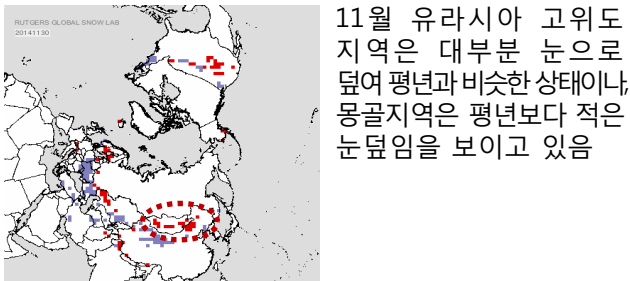 RUTGERS GLOBAL SNOW LAB
20141130
11월 유라시아 고위도
지역은 대부분 눈으로
덮여 평년과 비슷한 상태이나,
몽골지역은 평년보다 적은
눈덮임을 보이고 있음